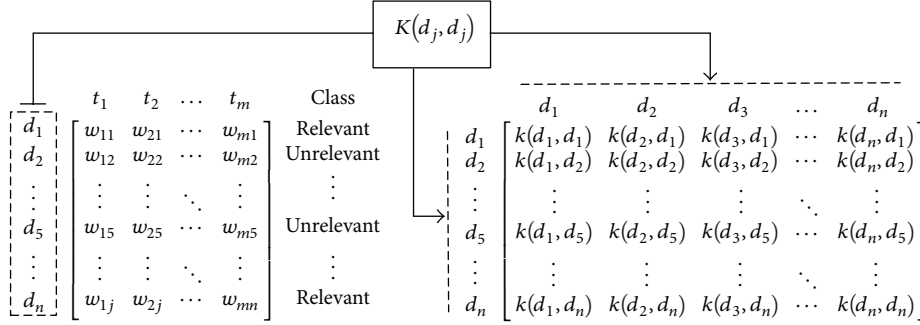 K(d_j, d_j)
t_1 t_2 ⋯ t_m Class
d_1 w_11 w_21 ⋯ w_m1 Relevant
d_2 w_12 w_22 ⋯ w_m2 Unrelevant
⋮ ⋮ ⋮ ⋱ ⋮ ⋮
d_5 w_15 w_25 ⋯ w_m5 Unrelevant
⋮ ⋮ ⋮ ⋱ ⋮ ⋮
d_n w_1j w_2j ⋯ w_mn Relevant
d_1 d_2 d_3 ⋯ d_n
d_1 k(d_1, d_1) k(d_2, d_1) k(d_3, d_1) ⋯ k(d_n, d_1)
d_2 k(d_1, d_2) k(d_2, d_2) k(d_3, d_2) ⋯ k(d_n, d_2)
⋮ ⋮ ⋮ ⋮ ⋱ ⋮
d_5 k(d_1, d_5) k(d_2, d_5) k(d_3, d_5) ⋯ k(d_n, d_5)
⋮ ⋮ ⋮ ⋮ ⋱ ⋮
d_n k(d_1, d_n) k(d_2, d_n) k(d_3, d_n) ⋯ k(d_n, d_n)